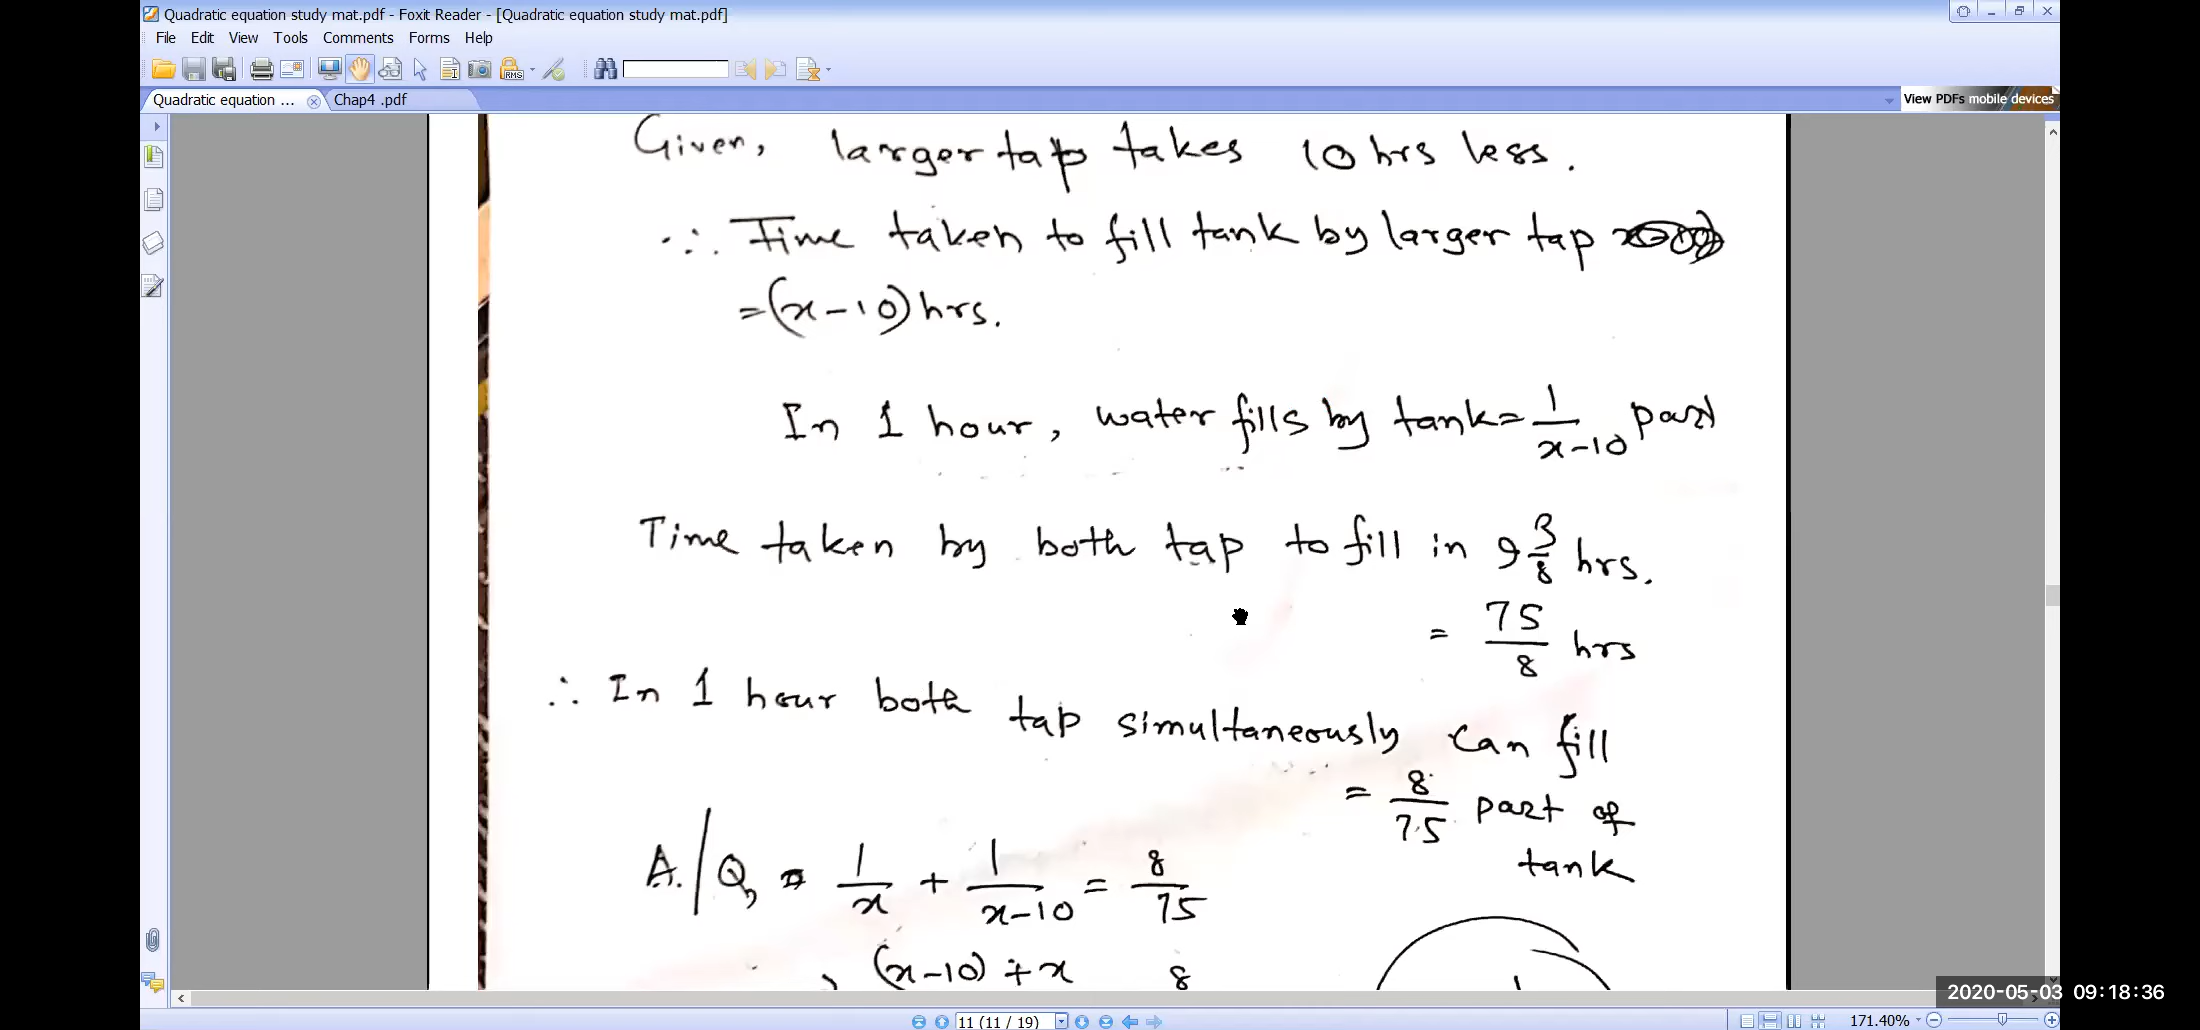 Quadratic equation study mat.pdf - Foxit Reader - [Quadratic equation study mat.pdf]
File Edit View Tools Comments Forms Help
Quadratic equation ... Chap4 .pdf
View PDFs mobile devices
Given, larger tap takes 10 hrs less.
∴ Time taken to fill tank by larger tap
= (x-10) hrs.
In 1 hour, water fills by tank = 1/(x-10) part
Time taken by both tap to fill in 9 3/8 hrs.
= 75/8 hrs
∴ In 1 hour both tap simultaneously can fill
= 8/75 part of
tank
A./Q, 1/x + 1/(x-10) = 8/75
(x-10) + x 8
2020-05-03 09:18:36
11 (11 / 19)
171.40%